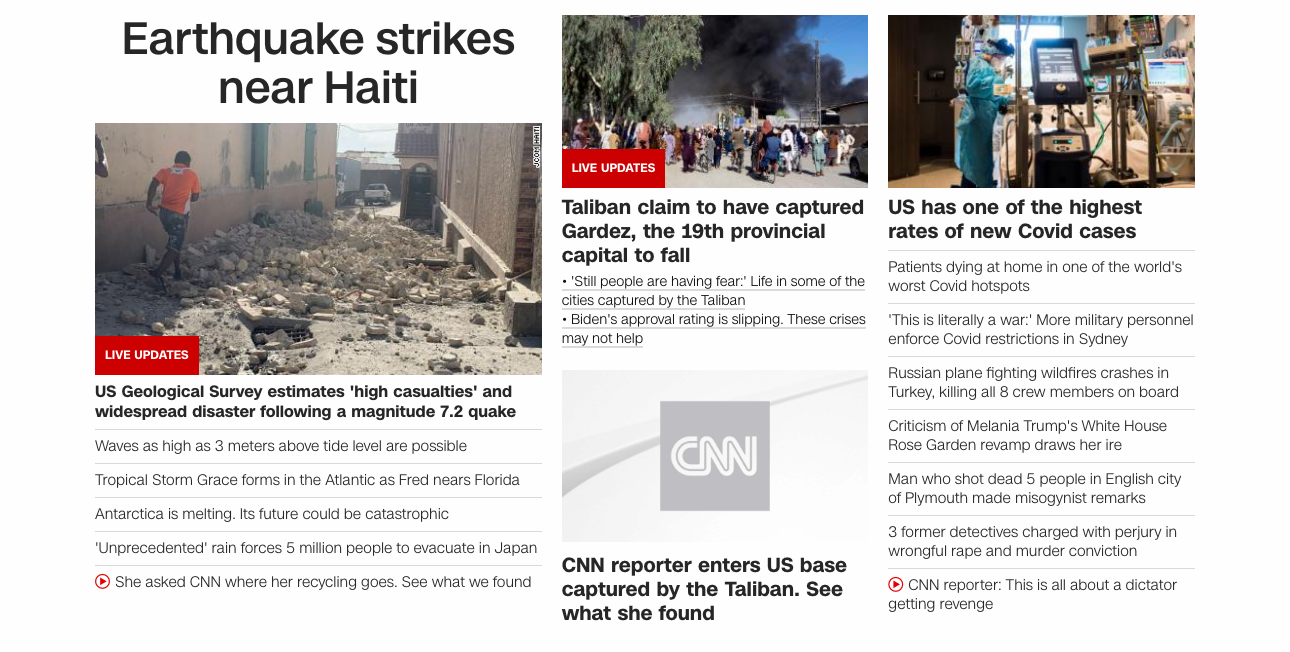 Earthquake strikes
near Haiti
JCOM HAITI
LIVE UPDATES
US Geological Survey estimates 'high casualties' and
widespread disaster following a magnitude 7.2 quake
Waves as high as 3 meters above tide level are possible
Tropical Storm Grace forms in the Atlantic as Fred nears Florida
Antarctica is melting. Its future could be catastrophic
'Unprecedented' rain forces 5 million people to evacuate in Japan
She asked CNN where her recycling goes. See what we found
LIVE UPDATES
Taliban claim to have captured
Gardez, the 19th provincial
capital to fall
• 'Still people are having fear:' Life in some of the
cities captured by the Taliban
• Biden's approval rating is slipping. These crises
may not help
CNN
CNN reporter enters US base
captured by the Taliban. See
what she found
US has one of the highest
rates of new Covid cases
Patients dying at home in one of the world's
worst Covid hotspots
'This is literally a war:' More military personnel
enforce Covid restrictions in Sydney
Russian plane fighting wildfires crashes in
Turkey, killing all 8 crew members on board
Criticism of Melania Trump's White House
Rose Garden revamp draws her ire
Man who shot dead 5 people in English city
of Plymouth made misogynist remarks
3 former detectives charged with perjury in
wrongful rape and murder conviction
CNN reporter: This is all about a dictator
getting revenge